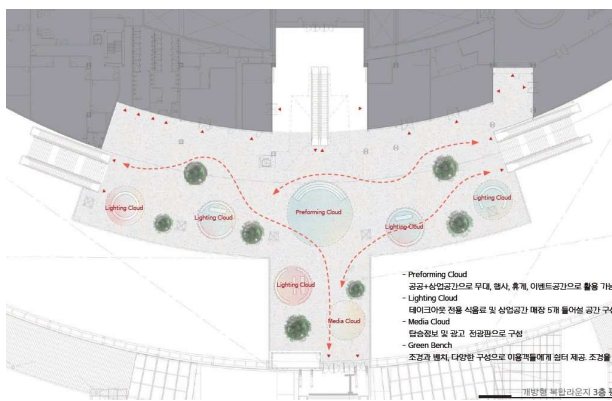 Preforming Cloud
Lighting Cloud
Lighting Cloud
Lighting Cloud
Lighting Cloud
Lighting Cloud
Media Cloud
- Preforming Cloud
공공+상업공간으로 무대, 행사, 휴게, 이벤트공간으로 활용 가능
- Lighting Cloud
테이크아웃 전용 식음료 및 상업공간 매장 5개 들어설 공간
- Media Cloud
탑승정보 및 광고 전광판으로 구성
- Green Bench
조경과 벤치, 다양한 구성으로 이용객들에게 쉼터 제공. 조경을
개방형 복합라운지 3층